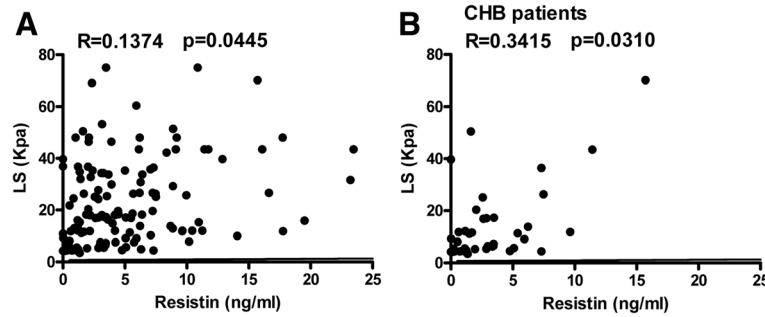 A
R=0.1374 p=0.0445
LS (Kpa)
80
60
40
20
0
0 5 10 15 20 25
Resistin (ng/ml)
B
CHB patients
R=0.3415 p=0.0310
LS (Kpa)
80
60
40
20
0
0 5 10 15 20 25
Resistin (ng/ml)